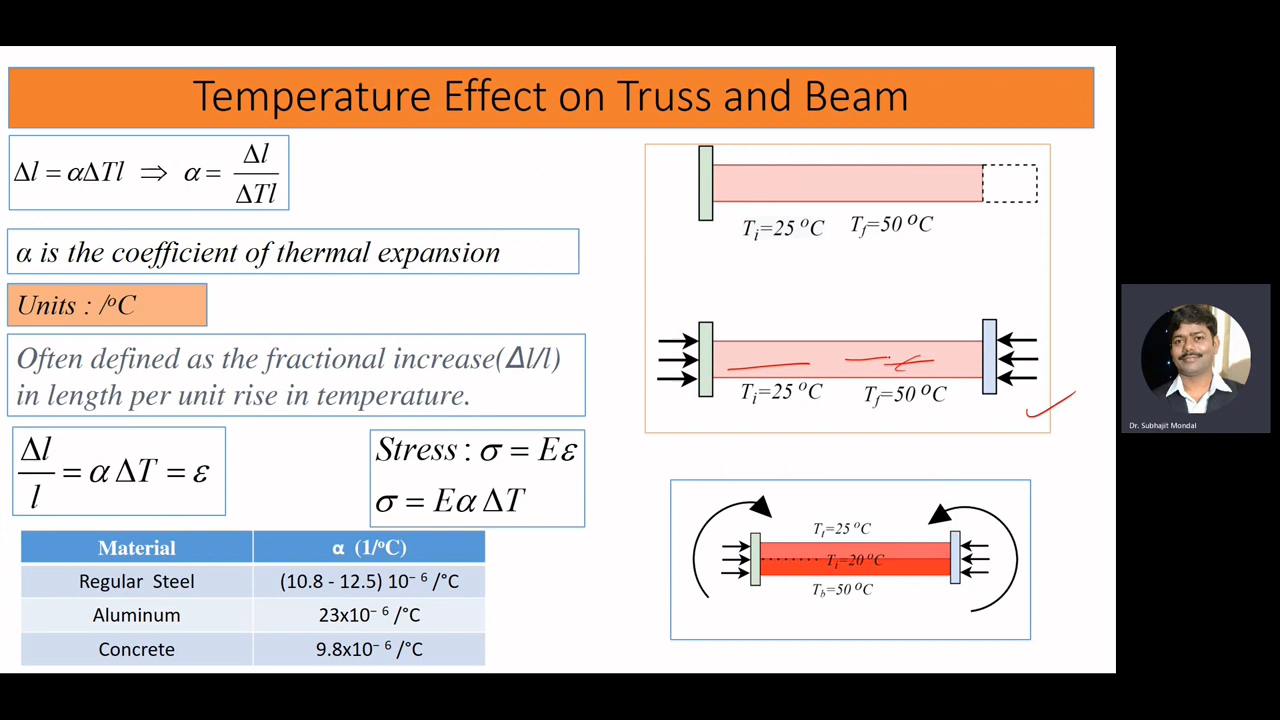 Temperature Effect on Truss and Beam
Δl = αΔTl ⇒ α = Δl / ΔTl
α is the coefficient of thermal expansion
Units : /°C
Often defined as the fractional increase(Δl/l)
in length per unit rise in temperature.
Δl / l = α ΔT = ε
Stress : σ = Eε
σ = Eα ΔT
Material α (1/°C)
Regular Steel (10.8 - 12.5) 10⁻⁶ /°C
Aluminum 23x10⁻⁶ /°C
Concrete 9.8x10⁻⁶ /°C
Tᵢ=25 °C T_f=50 °C
Tᵢ=25 °C T_f=50 °C
Tₜ=25 °C
Tᵢ=20 °C
T_b=50 °C
Dr. Subhajit Mondal